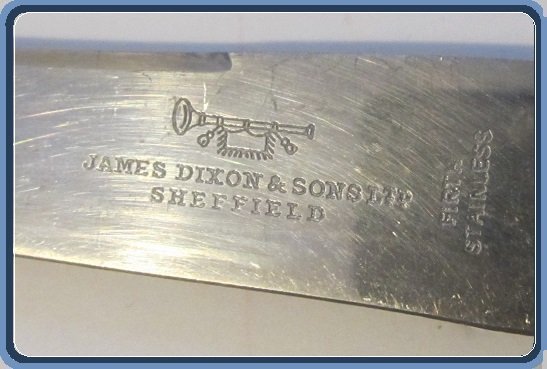 JAMES DIXON & SONS LTD
SHEFFIELD
FIRTH
STAINLESS